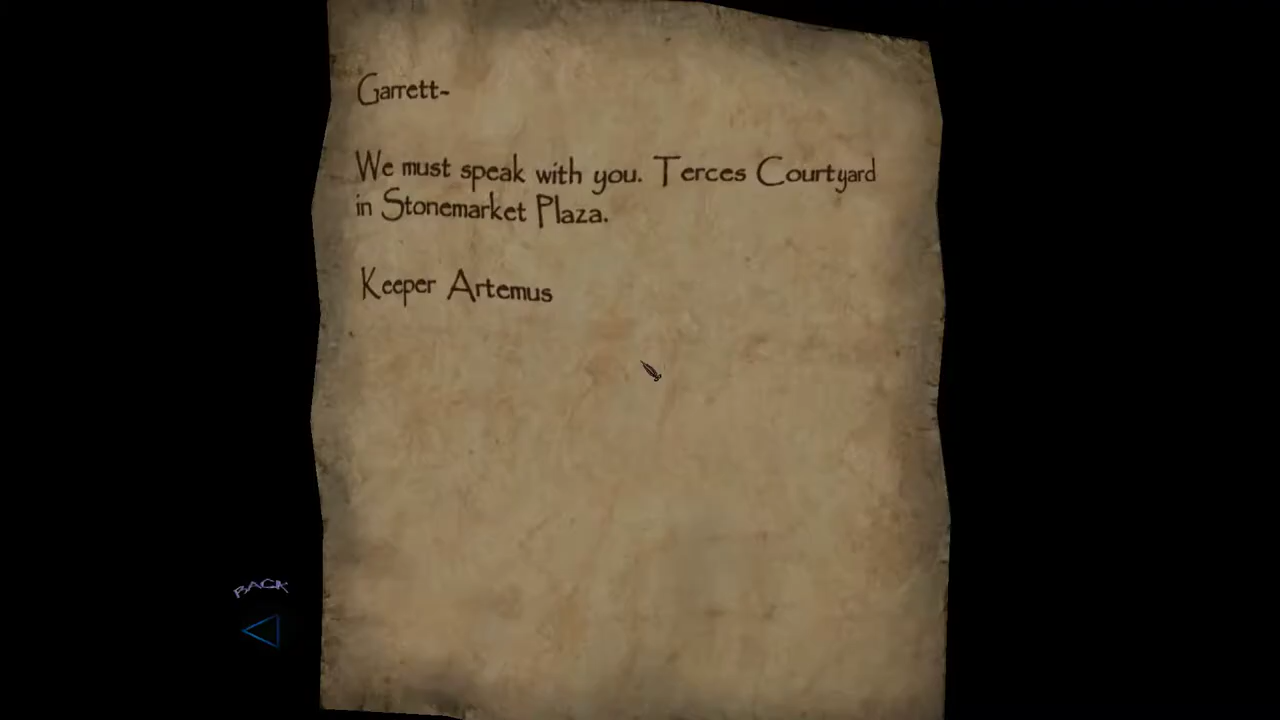 Garrett-
We must speak with you. Terces Courtyard
in Stonemarket Plaza.
Keeper Artemus
BACK